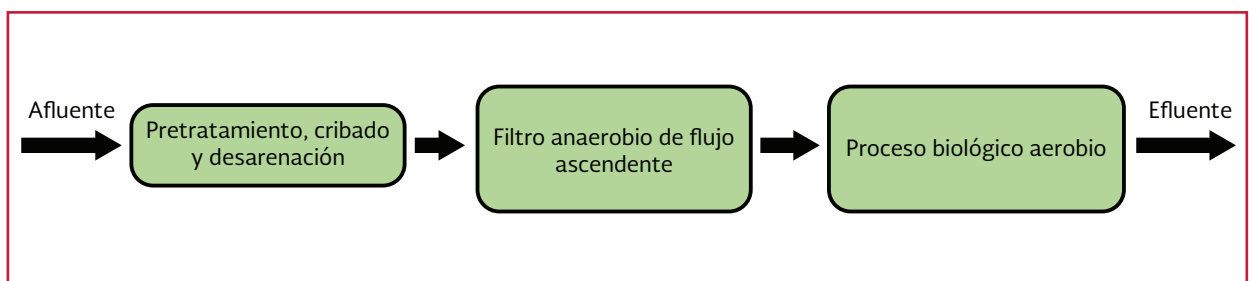 Afluente
Pretratamiento, cribado
y desarenación
Filtro anaerobio de flujo
ascendente
Proceso biológico aerobio
Efluente